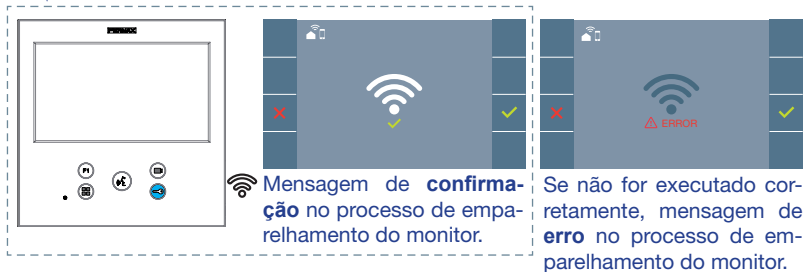 FERMAX
F1
Mensagem de confirma-
ção no processo de empa-
relhamento do monitor.
ERROR
Se não for executado cor-
retamente, mensagem de
erro no processo de em-
parelhamento do monitor.